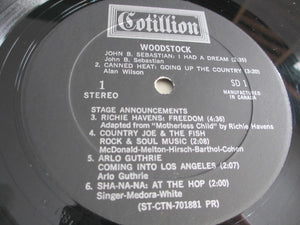 Cotillion
WOODSTOCK
JOHN B. SEBASTIAN: I HAD A DREAM (2:35)
John B. Sebastian
2. CANNED HEAT: GOING UP THE COUNTRY (3:20)
Alan Wilson
1
STEREO
SD 1
MANUFACTURED
IN CANADA
STAGE ANNOUNCEMENTS
3. RICHIE HAVENS: FREEDOM (4:36)
Adapted from "Motherless Child" by Richie Havens
4. COUNTRY JOE & THE FISH
ROCK & SOUL MUSIC (2:08)
McDonald-Melton-Hirsch-Barthol-Cohen
5. ARLO GUTHRIE
COMING INTO LOS ANGELES (2:07)
Arlo Guthrie
6. SHA-NA-NA: AT THE HOP (2:00)
Singer-Medora-White
(ST-CTN-701881 PR)